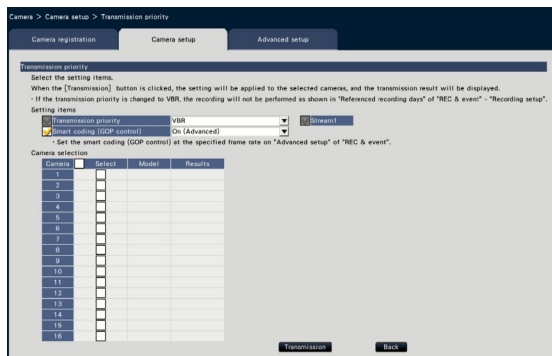 Camera > Camera setup > Transmission priority
Camera registration
Camera setup
Advanced setup
Transmission priority
Select the setting items.
When the [Transmission] button is clicked, the setting will be applied to the selected cameras, and the transmission result will be displayed.
・If the transmission priority is changed to VBR, the recording will not be performed as shown in "Referenced recording days" of "REC & event" - "Recording setup".
Setting items
Transmission priority VBR Stream1
Smart coding (GOP control) On (Advanced)
・Set the smart coding (GOP control) at the specified frame rate on "Advanced setup" of "REC & event".
Camera selection
Camera Select Model Results
1
2
3
4
5
6
7
8
9
10
11
12
13
14
15
16
Transmission Back